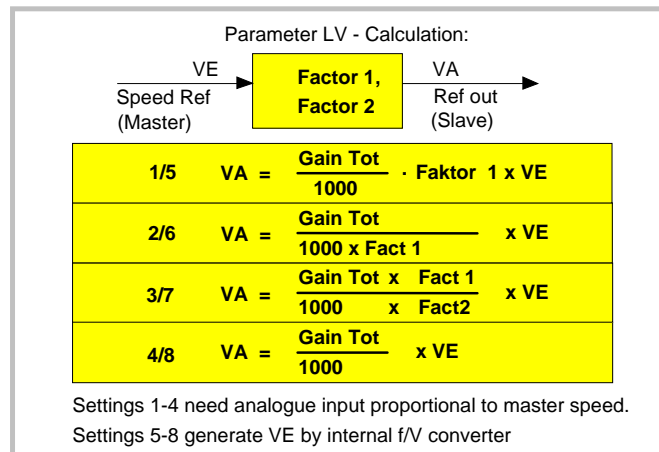 Parameter LV - Calculation:
VE
Speed Ref
(Master)
Factor 1,
Factor 2
VA
Ref out
(Slave)
1/5 VA = Gain Tot
1000 · Faktor 1 x VE
2/6 VA = Gain Tot
1000 x Fact 1 x VE
3/7 VA = Gain Tot x Fact 1
1000 x Fact2 x VE
4/8 VA = Gain Tot
1000 x VE
Settings 1-4 need analogue input proportional to master speed.
Settings 5-8 generate VE by internal f/V converter